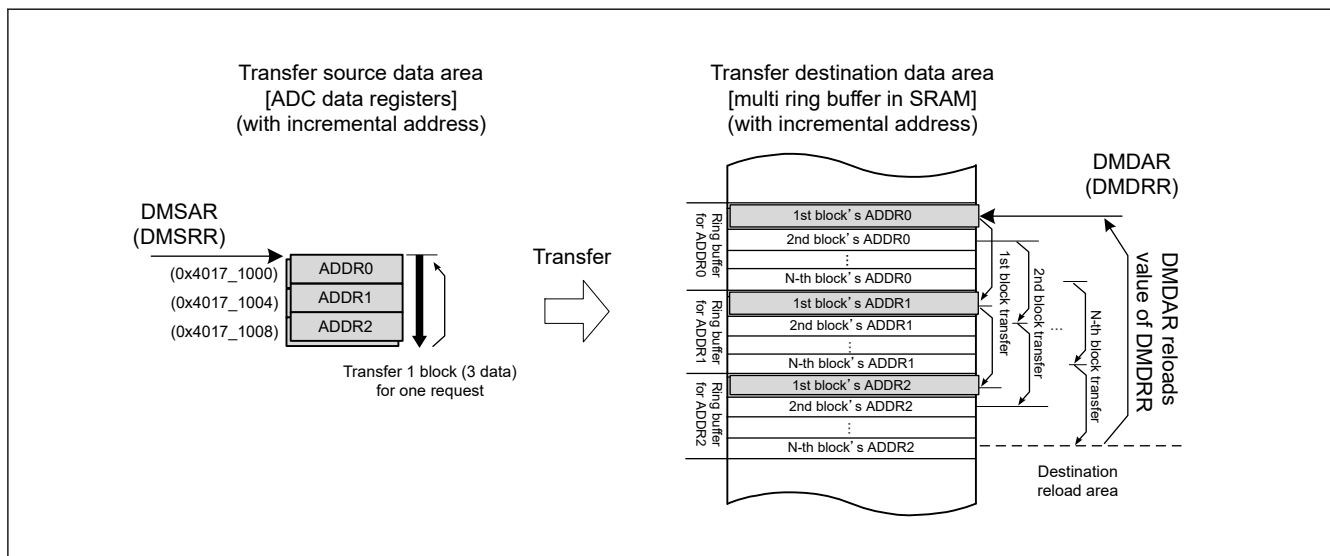 Transfer source data area
[ADC data registers]
(with incremental address)
DMSAR
(DMSRR)
(0x4017_1000)
(0x4017_1004)
(0x4017_1008)
ADDR0
ADDR1
ADDR2
Transfer 1 block (3 data)
for one request
Transfer
Transfer destination data area
[multi ring buffer in SRAM]
(with incremental address)
Ring buffer
for ADDR0
1st block’s ADDR0
2nd block’s ADDR0
⋮
N-th block’s ADDR0
Ring buffer
for ADDR1
1st block’s ADDR1
2nd block’s ADDR1
⋮
N-th block’s ADDR1
Ring buffer
for ADDR2
1st block’s ADDR2
2nd block’s ADDR2
⋮
N-th block’s ADDR2
1st block transfer
2nd block transfer
...
N-th block transfer
DMDAR
(DMDRR)
DMDAR reloads
value of DMDRR
Destination
reload area